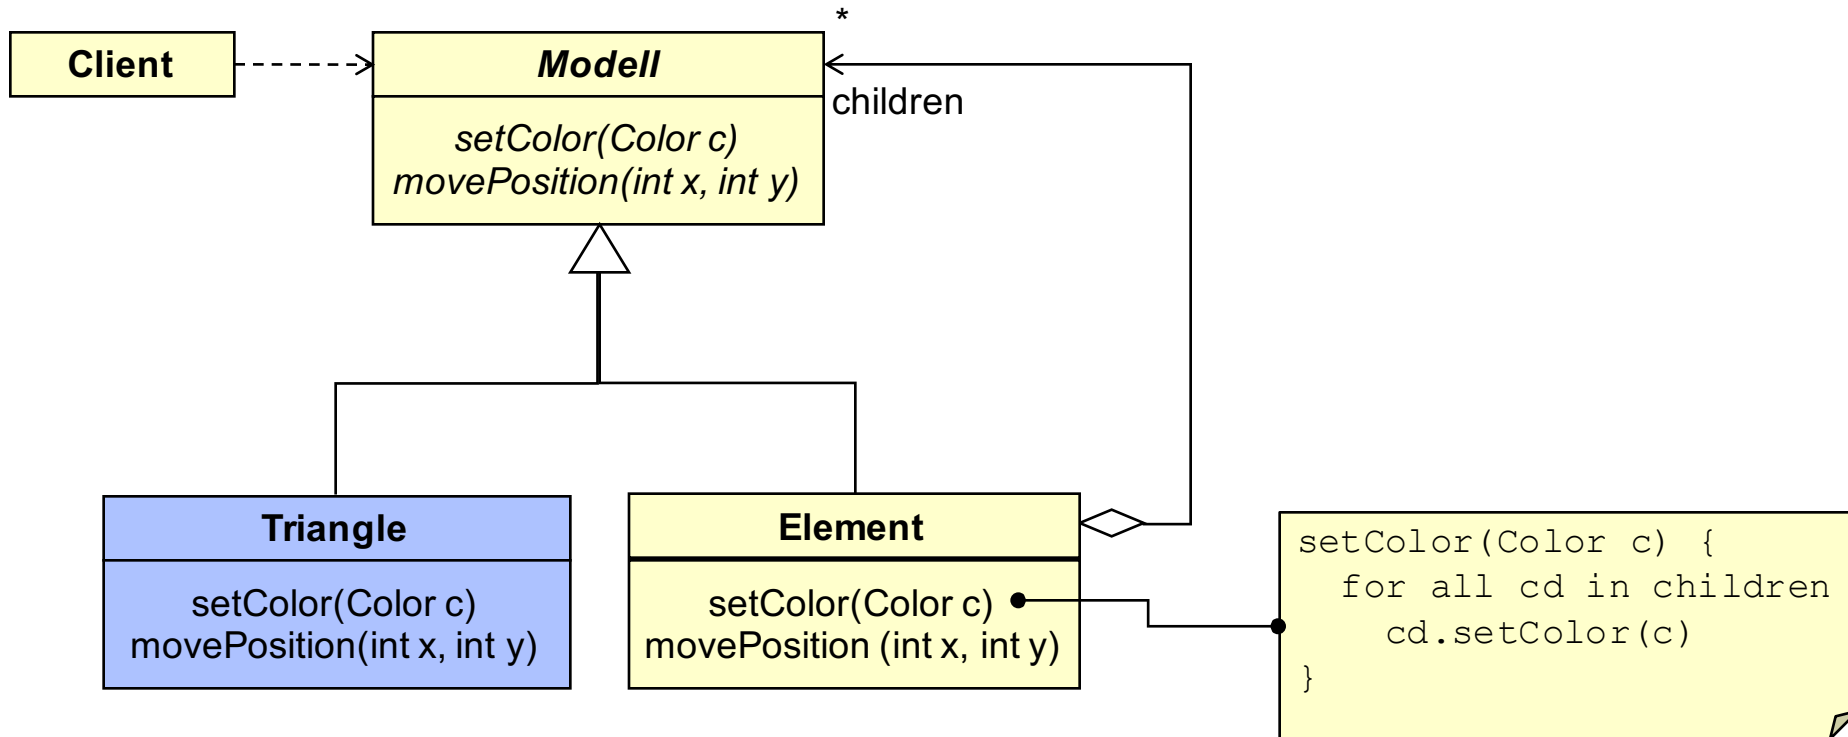 *
Client
Modell
children
setColor(Color c)
movePosition(int x, int y)
Triangle
setColor(Color c)
movePosition(int x, int y)
Element
setColor(Color c)
movePosition (int x, int y)
setColor(Color c) {
for all cd in children
cd.setColor(c)
}